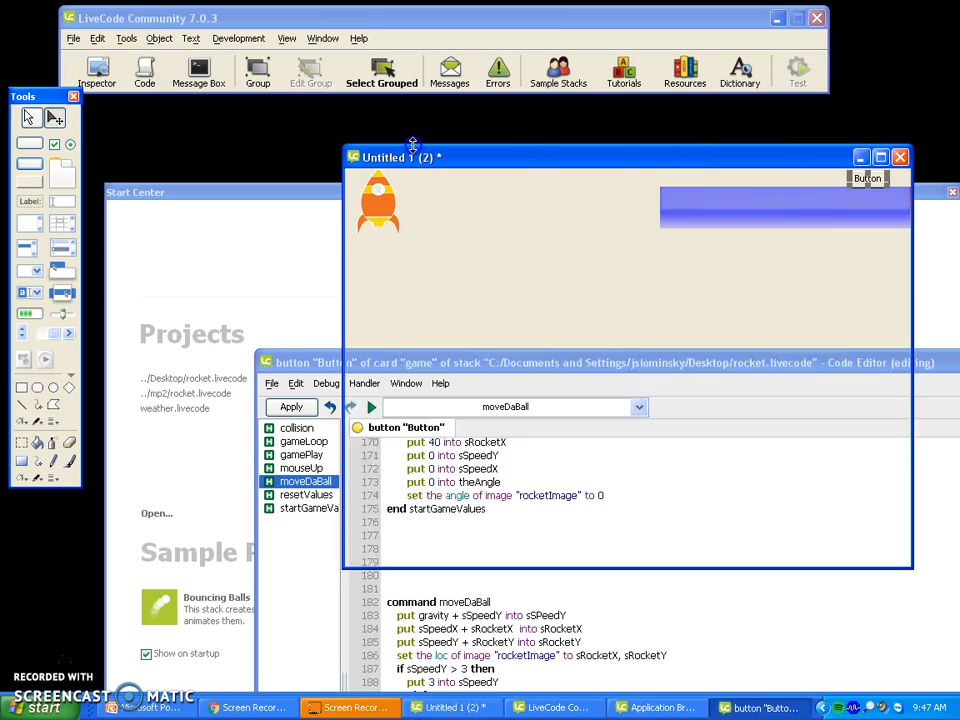 LiveCode Community 7.0.3
File Edit Tools Object Text Development View Window Help
Inspector Code Message Box Group Edit Group Select Grouped Messages Errors Sample Stacks Tutorials Resources Dictionary Test
Tools
Label:
Untitled 1 (2) *
Button
Start Center
Projects
../Desktop/rocket.livecode
../mp2/rocket.livecode
weather.livecode
Open...
Sample P
Bouncing Balls
This stack creates
animates them.
Show on startup
button "Button" of card "game" of stack "C:/Documents and Settings/jslominsky/Desktop/rocket.livecode" - Code Editor (editing)
File Edit Debug Handler Window Help
Apply
moveDaBall
button "Button"
collision
gameLoop
gamePlay
mouseUp
moveDaBall
resetValues
startGameVa
170 put 40 into sRocketX
171 put 0 into sSpeedY
172 put 0 into sSpeedX
173 put 0 into theAngle
174 set the angle of image "rocketImage" to 0
175 end startGameValues
176
177
178
179
180
181
182 command moveDaBall
183 put gravity + sSpeedY into sSPeedY
184 put sSpeedX + sRocketX into sRocketX
185 put sSpeedY + sRocketY into sRocketY
186 set the loc of image "rocketImage" to sRocketX, sRocketY
187 if sSpeedY > 3 then
188 put 3 into sSpeedY
RECORDED WITH
SCREENCAST MATIC
start
Microsoft Po...
Screen Recor...
Screen Recor...
Untitled 1 (2) *
LiveCode Co...
Application Br...
button "Butto...
9:47 AM